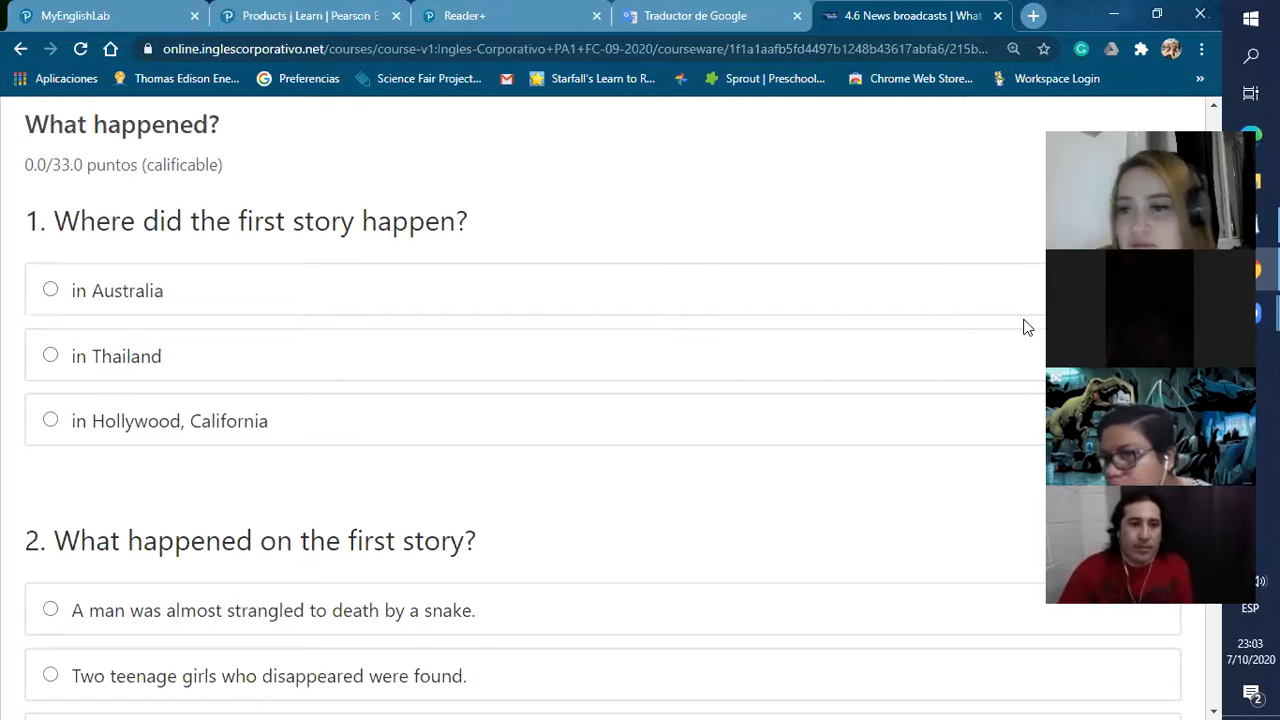 MyEnglishLab
Products | Learn | Pearson E
Reader+
Traductor de Google
4.6 News broadcasts | What
online.inglescorporativo.net/courses/course-v1:Ingles-Corporativo+PA1+FC-09-2020/courseware/1f1a1aafb5fd4497b1248b43617abfa6/215b...
Aplicaciones
Thomas Edison Ene...
Preferencias
Science Fair Project...
Starfall's Learn to R...
Sprout | Preschool...
Chrome Web Store...
Workspace Login
»
What happened?
0.0/33.0 puntos (calificable)
1. Where did the first story happen?
in Australia
in Thailand
in Hollywood, California
2. What happened on the first story?
A man was almost strangled to death by a snake.
Two teenage girls who disappeared were found.
ESP
23:03
7/10/2020
2